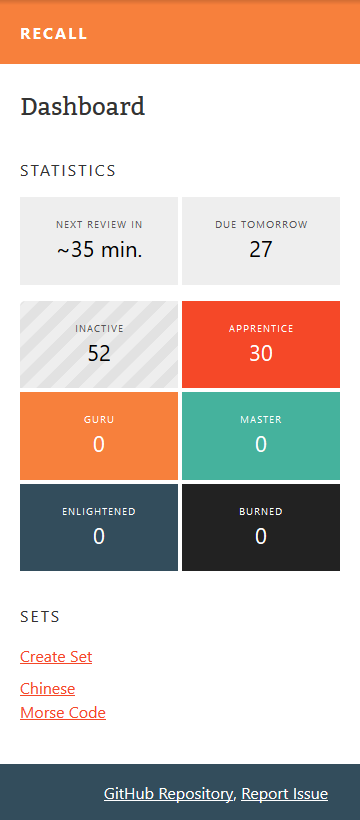 RECALL
Dashboard
STATISTICS
NEXT REVIEW IN
~35 min.
DUE TOMORROW
27
INACTIVE
52
APPRENTICE
30
GURU
0
MASTER
0
ENLIGHTENED
0
BURNED
0
SETS
Create Set
Chinese
Morse Code
GitHub Repository, Report Issue